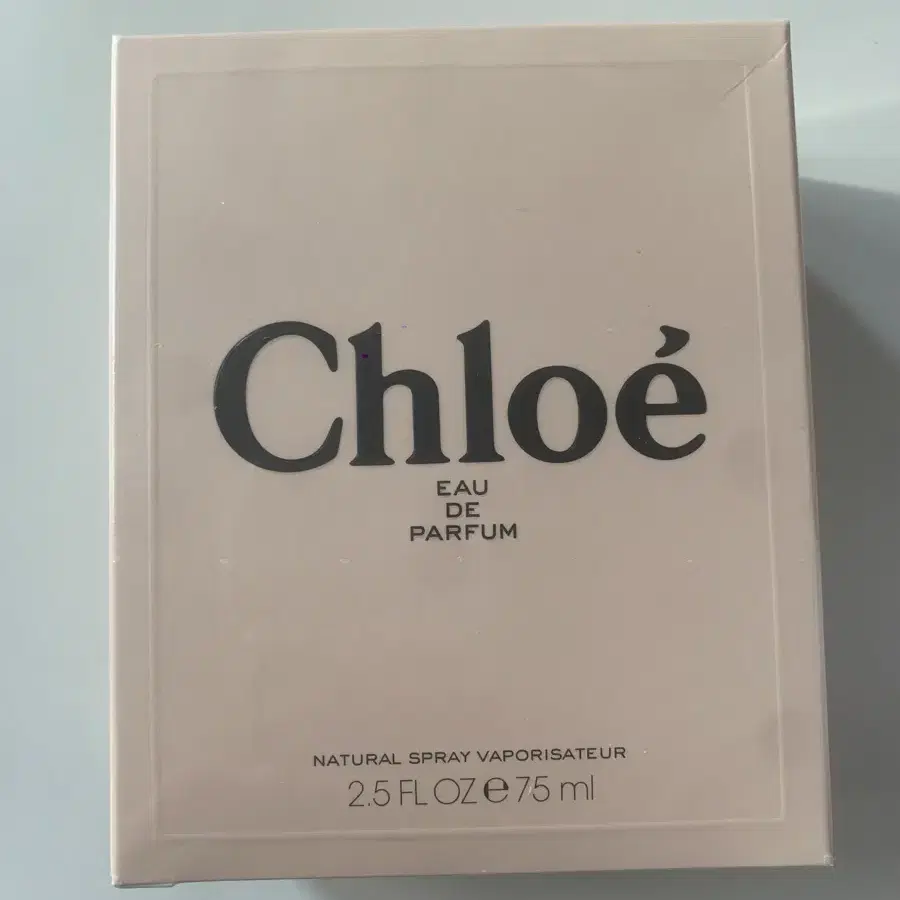 Chloé
EAU
DE
PARFUM
NATURAL SPRAY VAPORISATEUR
2.5 FL OZ e 75 ml